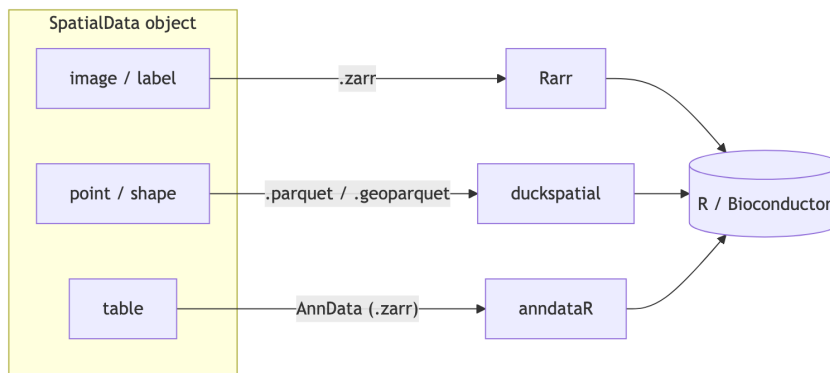 SpatialData object
image / label
.zarr
Rarr
point / shape
.parquet / .geoparquet
duckspatial
R / Bioconductor
table
AnnData (.zarr)
anndataR